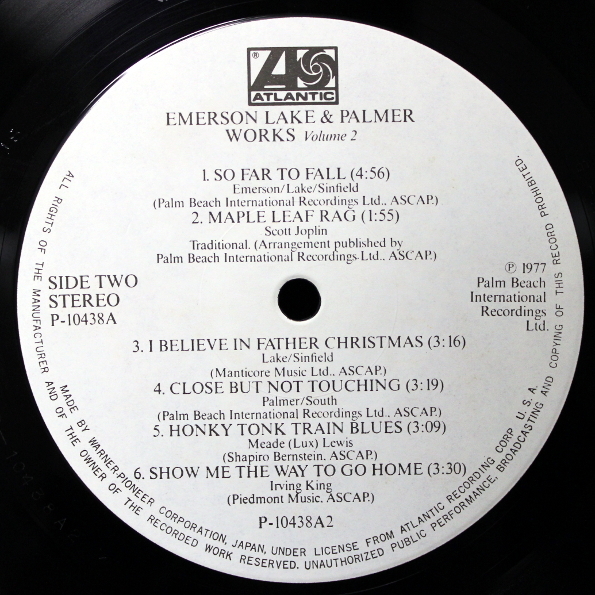 ®
ATLANTIC
EMERSON LAKE & PALMER
WORKS Volume 2
1. SO FAR TO FALL (4:56)
Emerson/Lake/Sinfield
(Palm Beach International Recordings Ltd., ASCAP.)
2. MAPLE LEAF RAG (1:55)
Scott Joplin
Traditional. (Arrangement published by
Palm Beach International Recordings Ltd., ASCAP.)
SIDE TWO
STEREO
P-10438A
℗ 1977
Palm Beach
International
Recordings
Ltd.
3. I BELIEVE IN FATHER CHRISTMAS (3:16)
Lake/Sinfield
(Manticore Music Ltd., ASCAP.)
4. CLOSE BUT NOT TOUCHING (3:19)
Palmer/South
(Palm Beach International Recordings Ltd., ASCAP.)
5. HONKY TONK TRAIN BLUES (3:09)
Meade (Lux) Lewis
(Shapiro Bernstein. ASCAP.)
6. SHOW ME THE WAY TO GO HOME (3:30)
Irving King
(Piedmont Music, ASCAP.)
P-10438A2
MADE BY WARNER-PIONEER CORPORATION, JAPAN, UNDER LICENSE FROM ATLANTIC RECORDING CORP. U.S.A.
ALL RIGHTS OF THE MANUFACTURER AND OF THE OWNER OF THE RECORDED WORK RESERVED. UNAUTHORIZED PUBLIC PERFORMANCE, BROADCASTING AND COPYING OF THIS RECORD PROHIBITED.